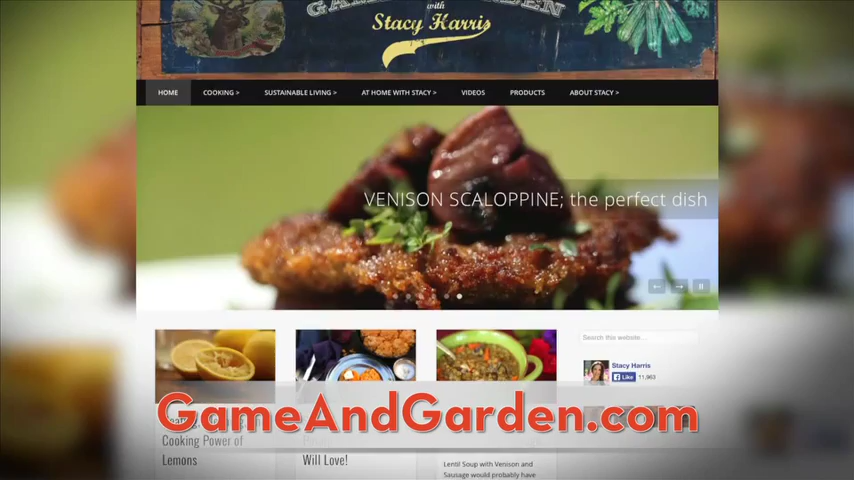 GARDEN
with
Stacy Harris
HOME
COOKING >
SUSTAINABLE LIVING >
AT HOME WITH STACY >
VIDEOS
PRODUCTS
ABOUT STACY >
VENISON SCALOPPINE; the perfect dish
Search this website...
Stacy Harris
Like 11,963
GameAndGarden.com
Cooking Power of
Lemons
Will Love!
Lentil Soup with Venison and
Sausage would probably have